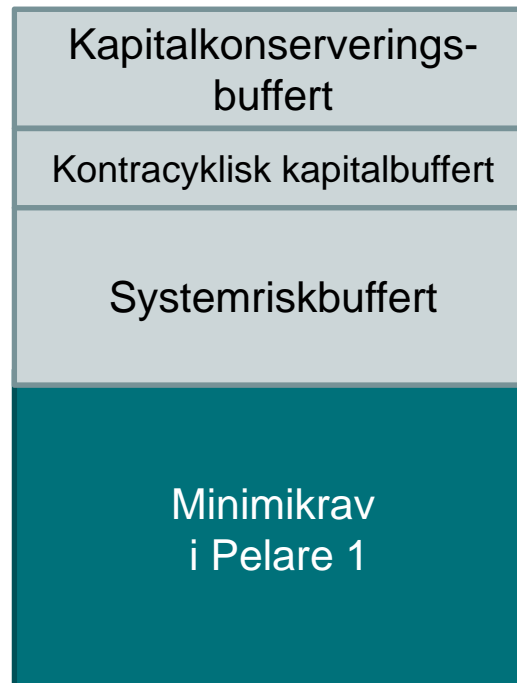 Kapitalkonserverings-
buffert
Kontracyklisk kapitalbuffert
Systemriskbuffert
Minimikrav
i Pelare 1